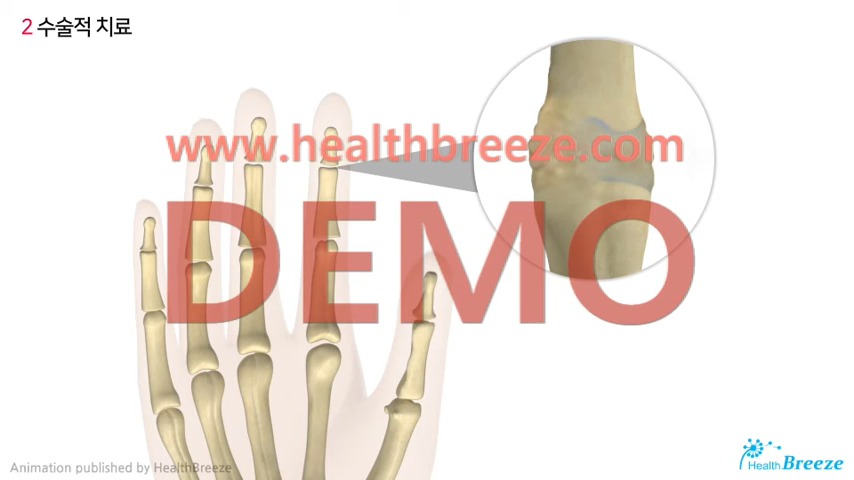 2 수술적 치료
www.healthbreeze.com
DEMO
Animation published by HealthBreeze
Health Breeze